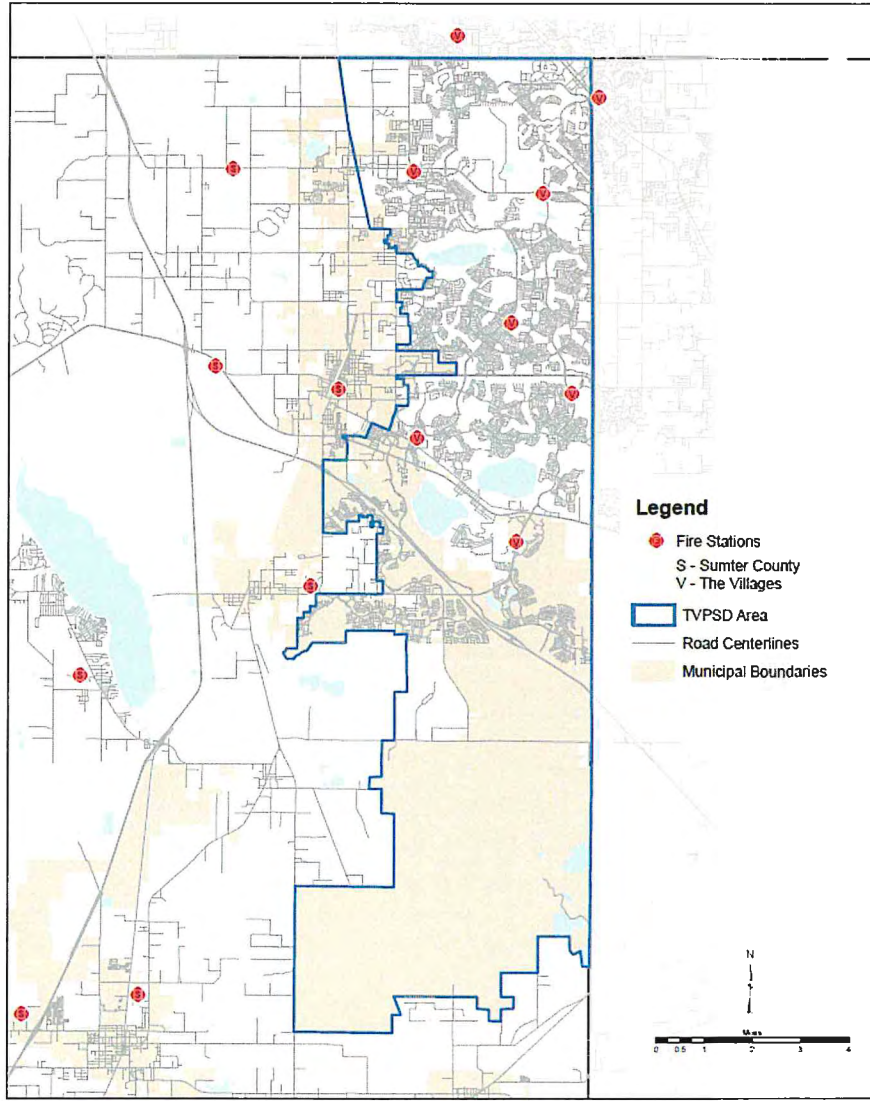 V
V
S
V
V
V
S
S
V
V
V
S
S
S
S
Legend
Fire Stations
S - Sumter County
V - The Villages
TVPSD Area
Road Centerlines
Municipal Boundaries
N
Miles
0 0.5 1 2 3 4